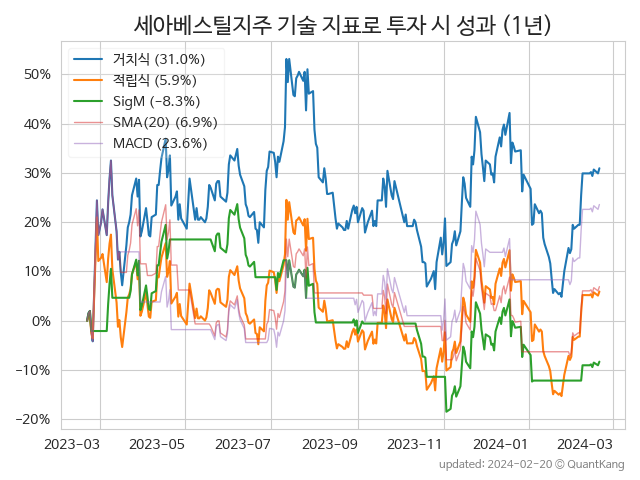 세아베스틸지주 기술 지표로 투자 시 성과 (1년)
거치식 (31.0%)
적립식 (5.9%)
SigM (−8.3%)
SMA(20) (6.9%)
MACD (23.6%)
50%
40%
30%
20%
10%
0%
−10%
−20%
2023-03 2023-05 2023-07 2023-09 2023-11 2024-01 2024-03
updated: 2024-02-20 © QuantKang